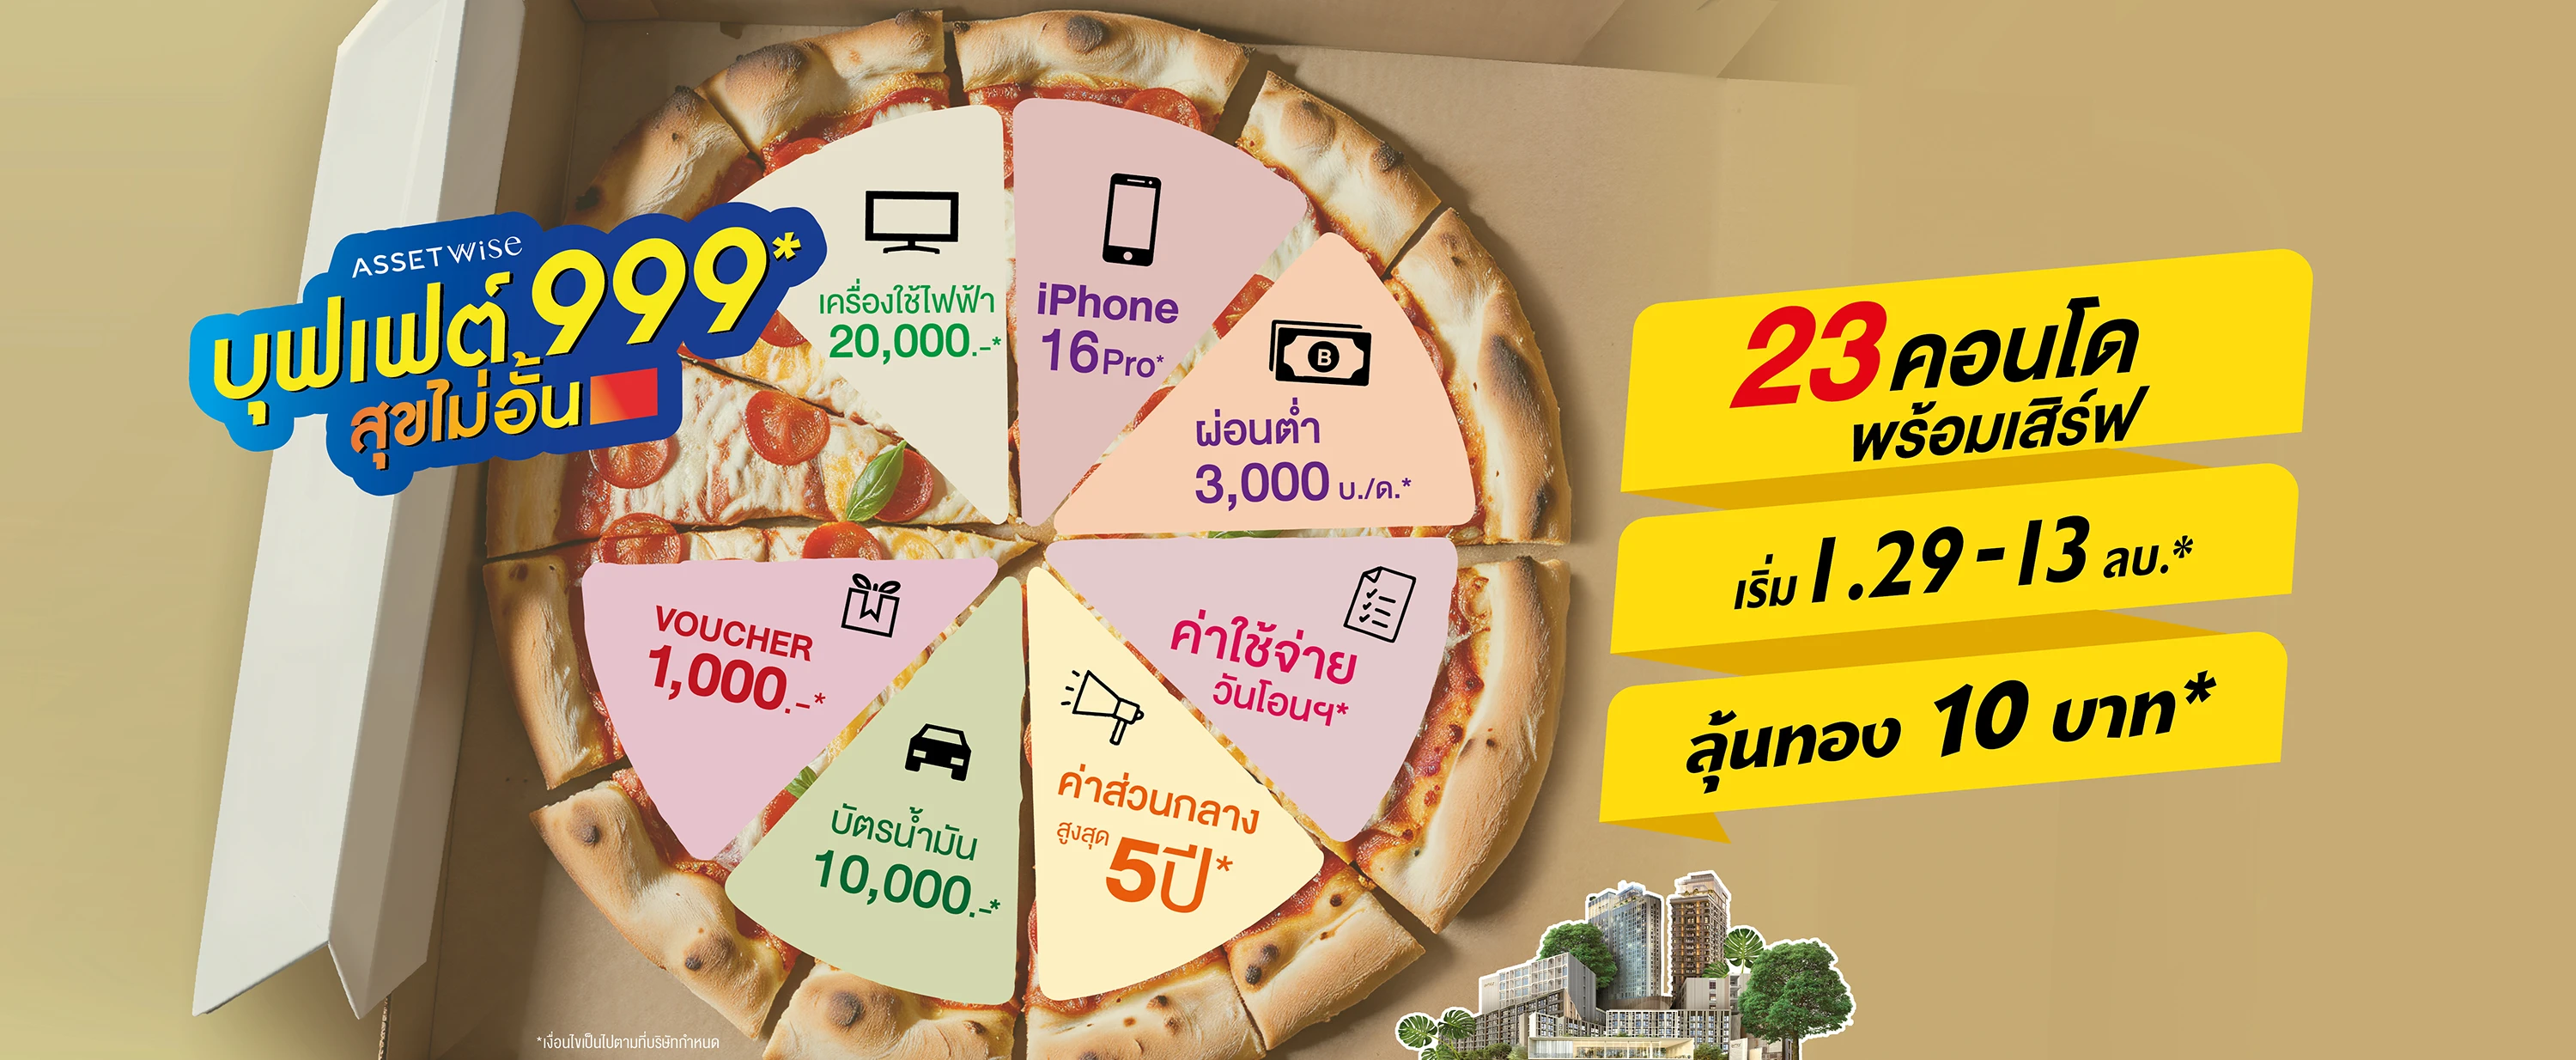 ASSETWISE
บุฟเฟต์ 999*
สุขไม่อั้น
เครื่องใช้ไฟฟ้า
20,000.-*
iPhone
16 Pro*
B
ผ่อนต่ำ
3,000 บ./ด.*
ค่าใช้จ่าย
วันโอนฯ*
ค่าส่วนกลาง
สูงสุด 5 ปี*
บัตรน้ำมัน
10,000.-*
VOUCHER
1,000.-*
23 คอนโด
พร้อมเสิร์ฟ
เริ่ม 1.29 - 13 ลบ.*
ลุ้นทอง 10 บาท*
*เงื่อนไขเป็นไปตามที่บริษัทกำหนด